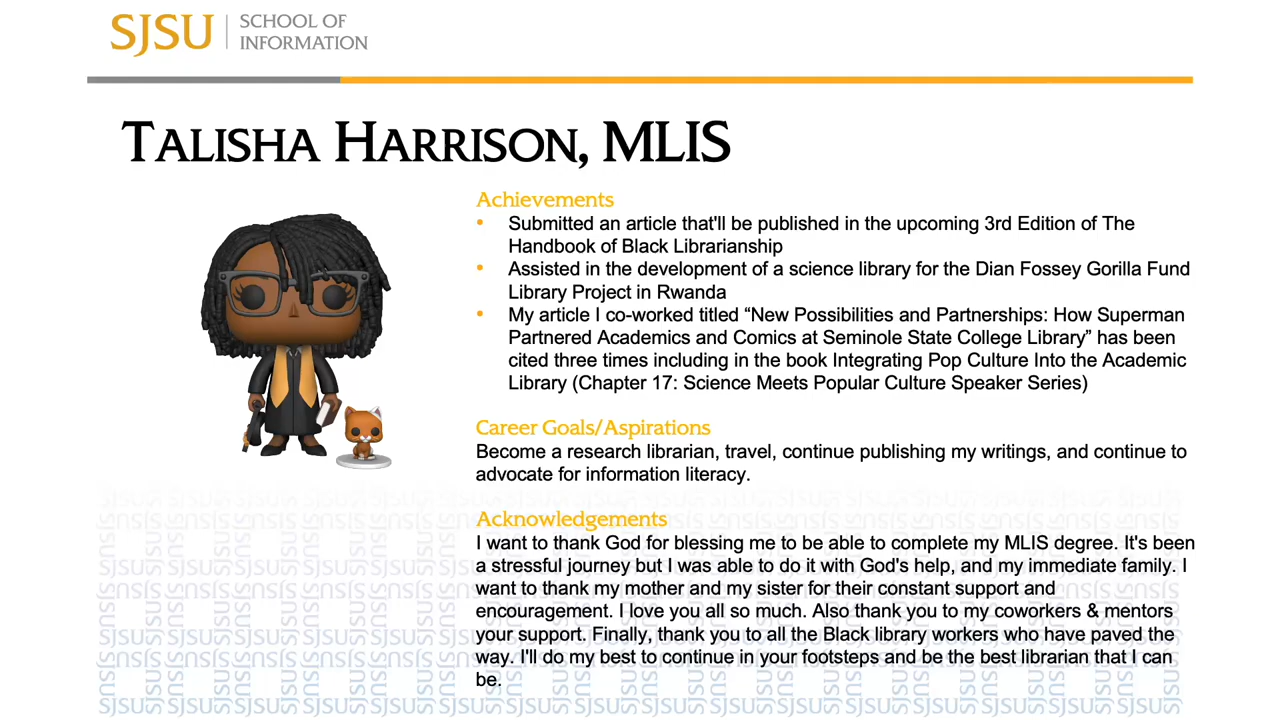 SJSU SCHOOL OF
INFORMATION
TALISHA HARRISON, MLIS
Achievements
• Submitted an article that'll be published in the upcoming 3rd Edition of The
Handbook of Black Librarianship
• Assisted in the development of a science library for the Dian Fossey Gorilla Fund
Library Project in Rwanda
• My article I co-worked titled “New Possibilities and Partnerships: How Superman
Partnered Academics and Comics at Seminole State College Library” has been
cited three times including in the book Integrating Pop Culture Into the Academic
Library (Chapter 17: Science Meets Popular Culture Speaker Series)
Career Goals/Aspirations
Become a research librarian, travel, continue publishing my writings, and continue to
advocate for information literacy.
Acknowledgements
I want to thank God for blessing me to be able to complete my MLIS degree. It's been
a stressful journey but I was able to do it with God's help, and my immediate family. I
want to thank my mother and my sister for their constant support and
encouragement. I love you all so much. Also thank you to my coworkers & mentors
your support. Finally, thank you to all the Black library workers who have paved the
way. I'll do my best to continue in your footsteps and be the best librarian that I can
be.